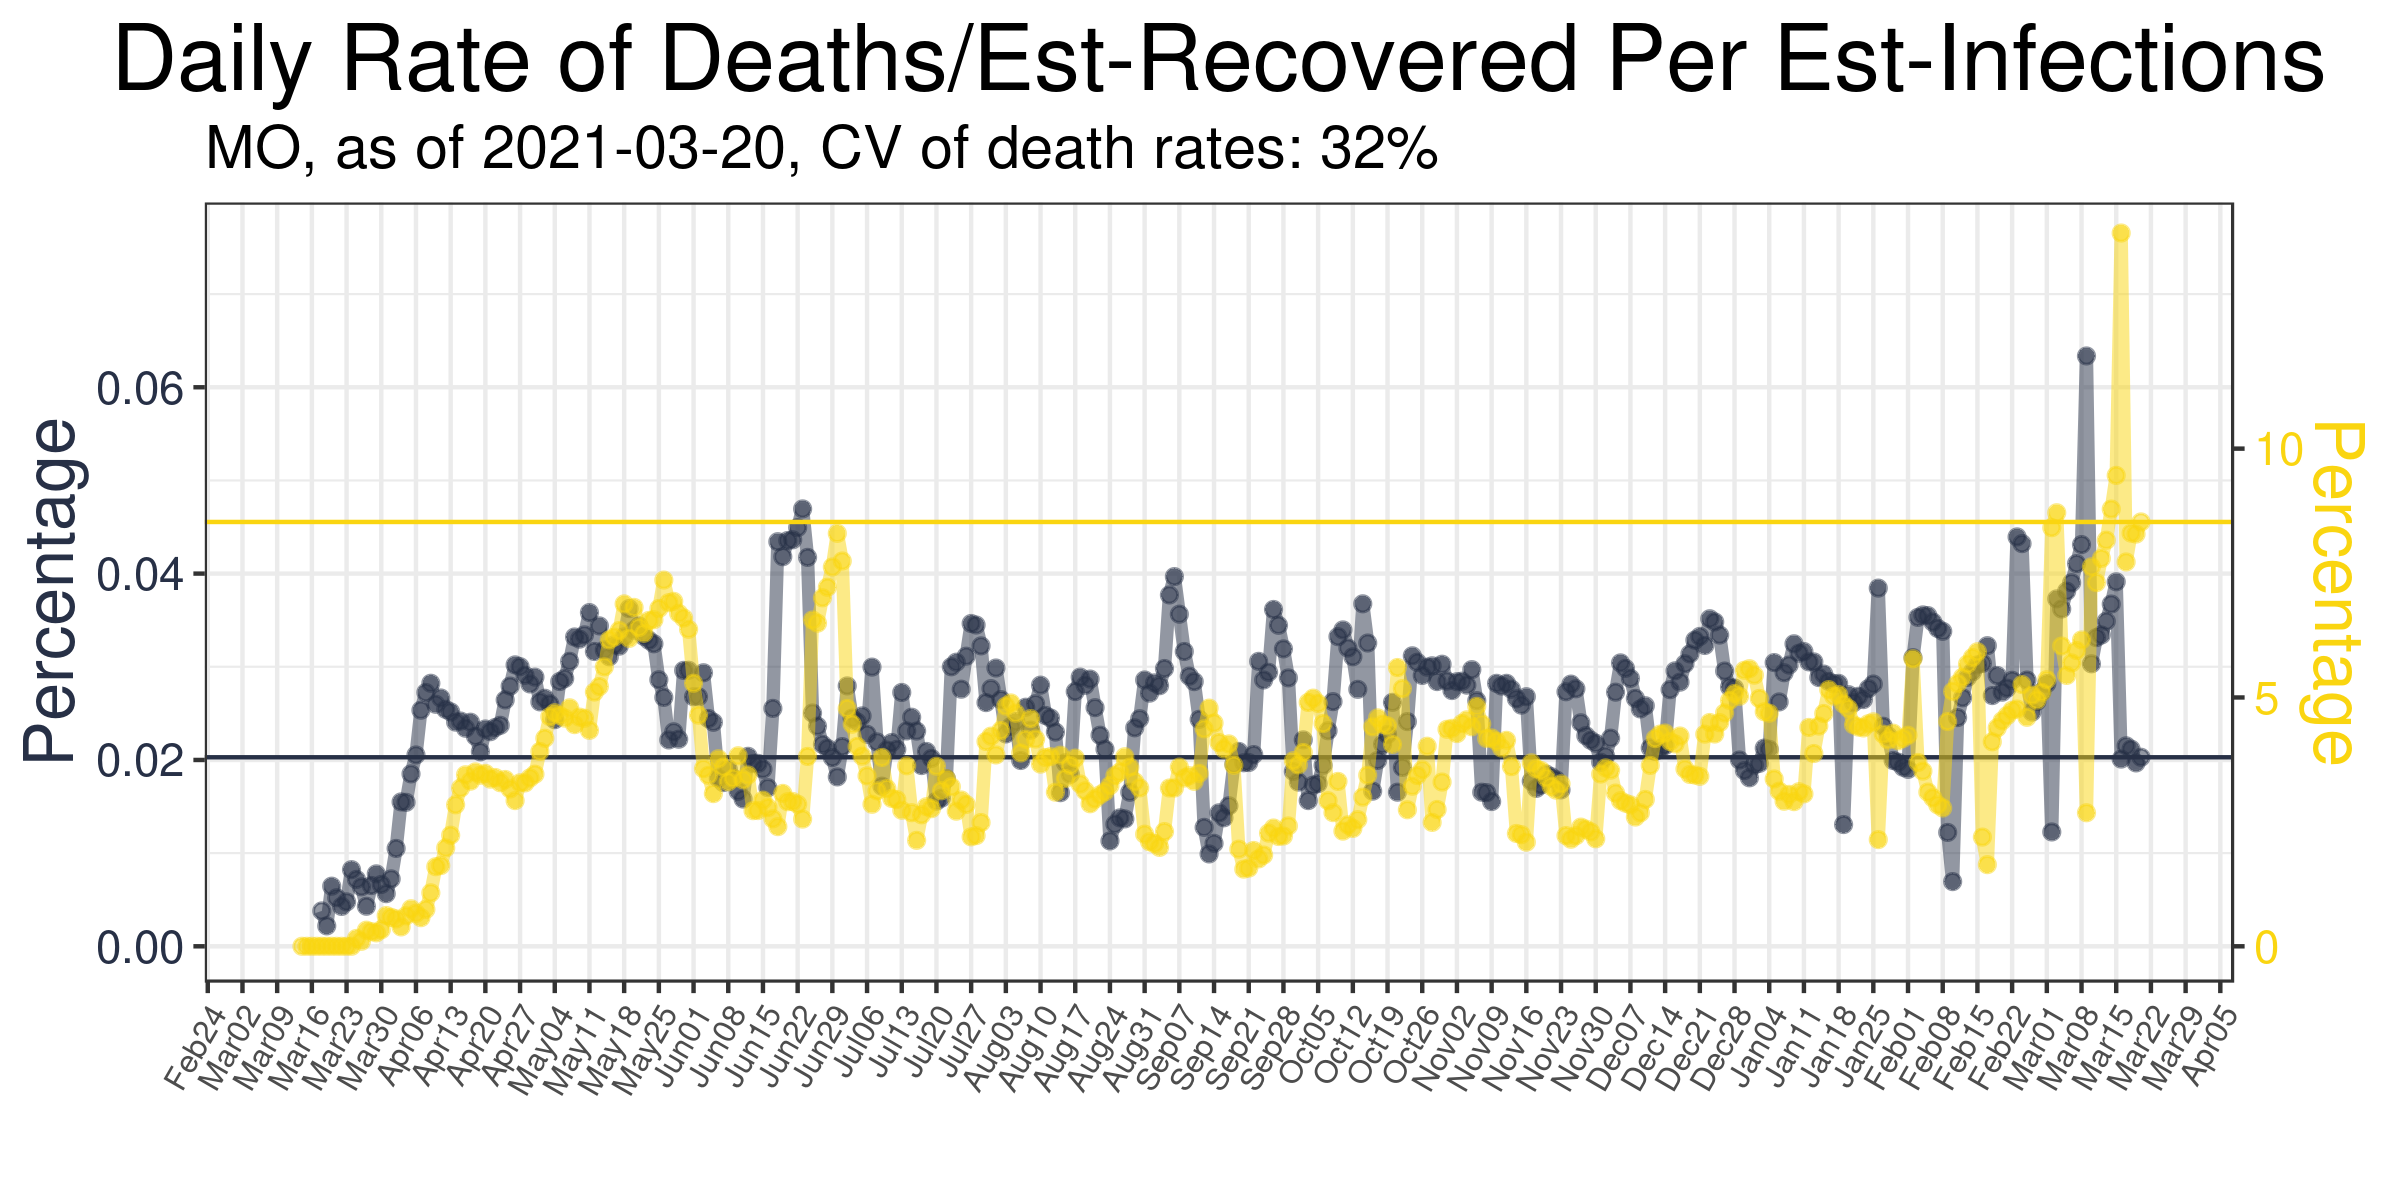 Daily Rate of Deaths/Est-Recovered Per Est-Infections
MO, as of 2021-03-20, CV of death rates: 32%
Percentage
0.06
0.04
0.02
0.00
10
5
0
Percentage
Feb24
Mar02
Mar09
Mar16
Mar23
Mar30
Apr06
Apr13
Apr20
Apr27
May04
May11
May18
May25
Jun01
Jun08
Jun15
Jun22
Jun29
Jul06
Jul13
Jul20
Jul27
Aug03
Aug10
Aug17
Aug24
Aug31
Sep07
Sep14
Sep21
Sep28
Oct05
Oct12
Oct19
Oct26
Nov02
Nov09
Nov16
Nov23
Nov30
Dec07
Dec14
Dec21
Dec28
Jan04
Jan11
Jan18
Jan25
Feb01
Feb08
Feb15
Feb22
Mar01
Mar08
Mar15
Mar22
Mar29
Apr05